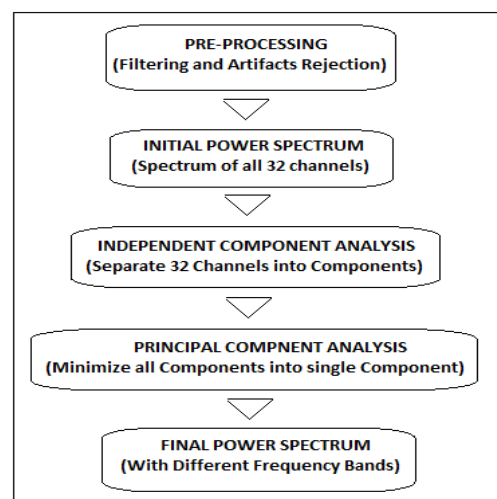 PRE-PROCESSING
(Filtering and Artifacts Rejection)
INITIAL POWER SPECTRUM
(Spectrum of all 32 channels)
INDEPENDENT COMPONENT ANALYSIS
(Separate 32 Channels into Components)
PRINCIPAL COMPNENT ANALYSIS
(Minimize all Components into single Component)
FINAL POWER SPECTRUM
(With Different Frequency Bands)